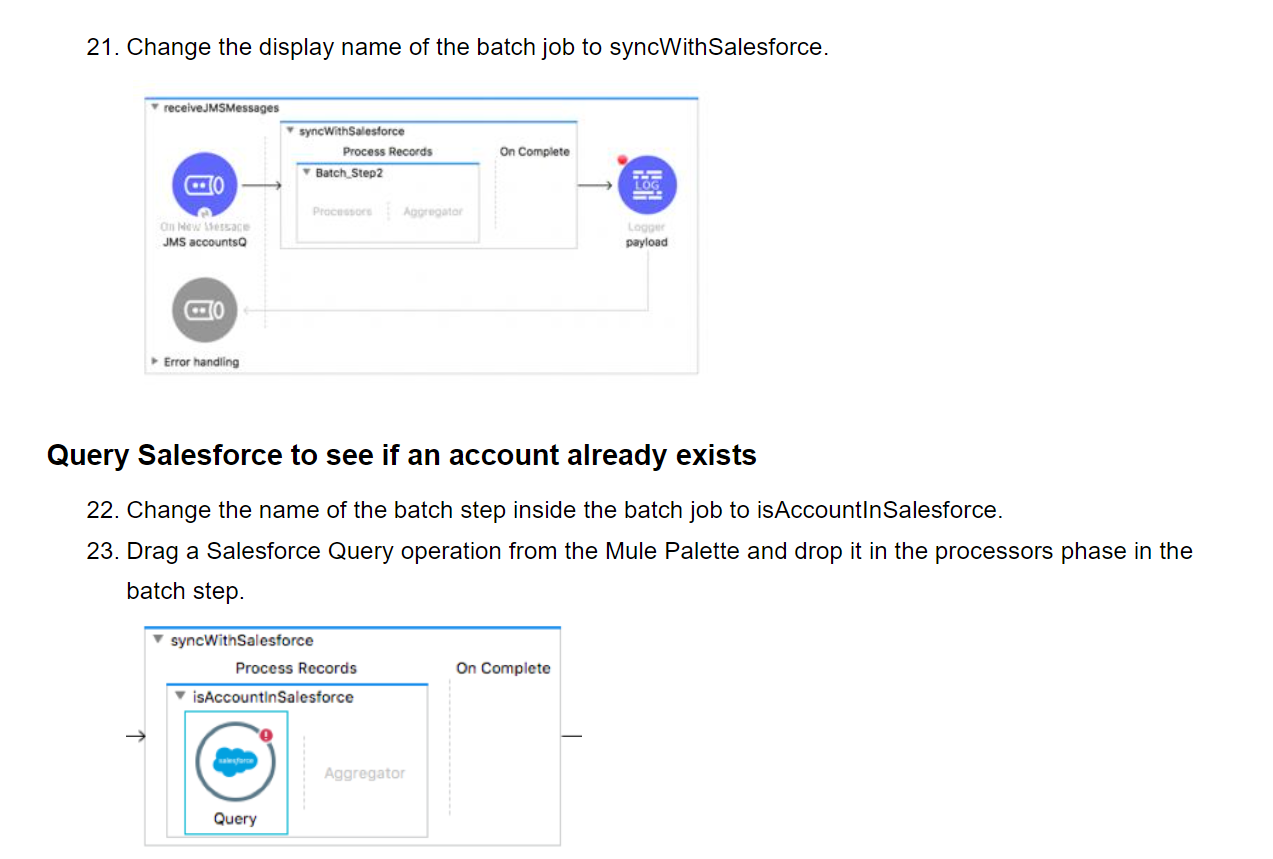 21. Change the display name of the batch job to syncWithSalesforce.
receiveJMSMessages
syncWithSalesforce
Process Records
On Complete
Batch_Step2
LOG
Processors
Aggregator
On New Message
JMS accountsQ
Logger
payload
Error handling
Query Salesforce to see if an account already exists
22. Change the name of the batch step inside the batch job to isAccountInSalesforce.
23. Drag a Salesforce Query operation from the Mule Palette and drop it in the processors phase in the
batch step.
syncWithSalesforce
Process Records
On Complete
isAccountInSalesforce
salesforce
Aggregator
Query